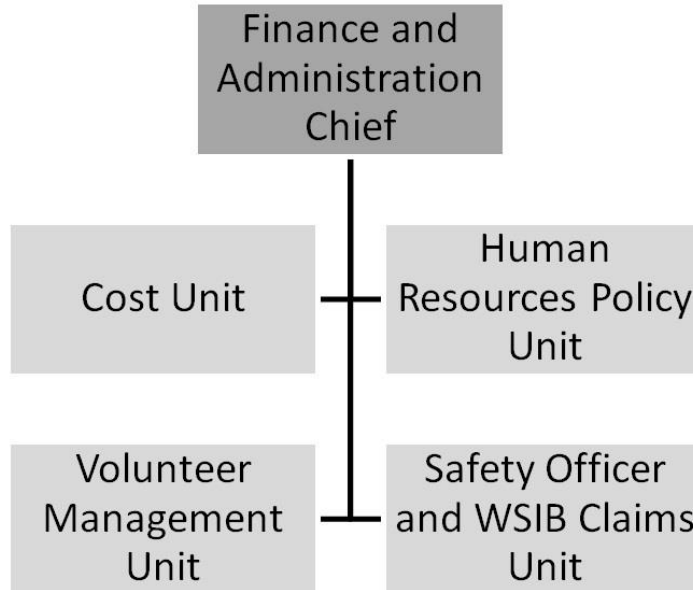 Finance and
Administration
Chief
Cost Unit
Human
Resources Policy
Unit
Volunteer
Management
Unit
Safety Officer
and WSIB Claims
Unit